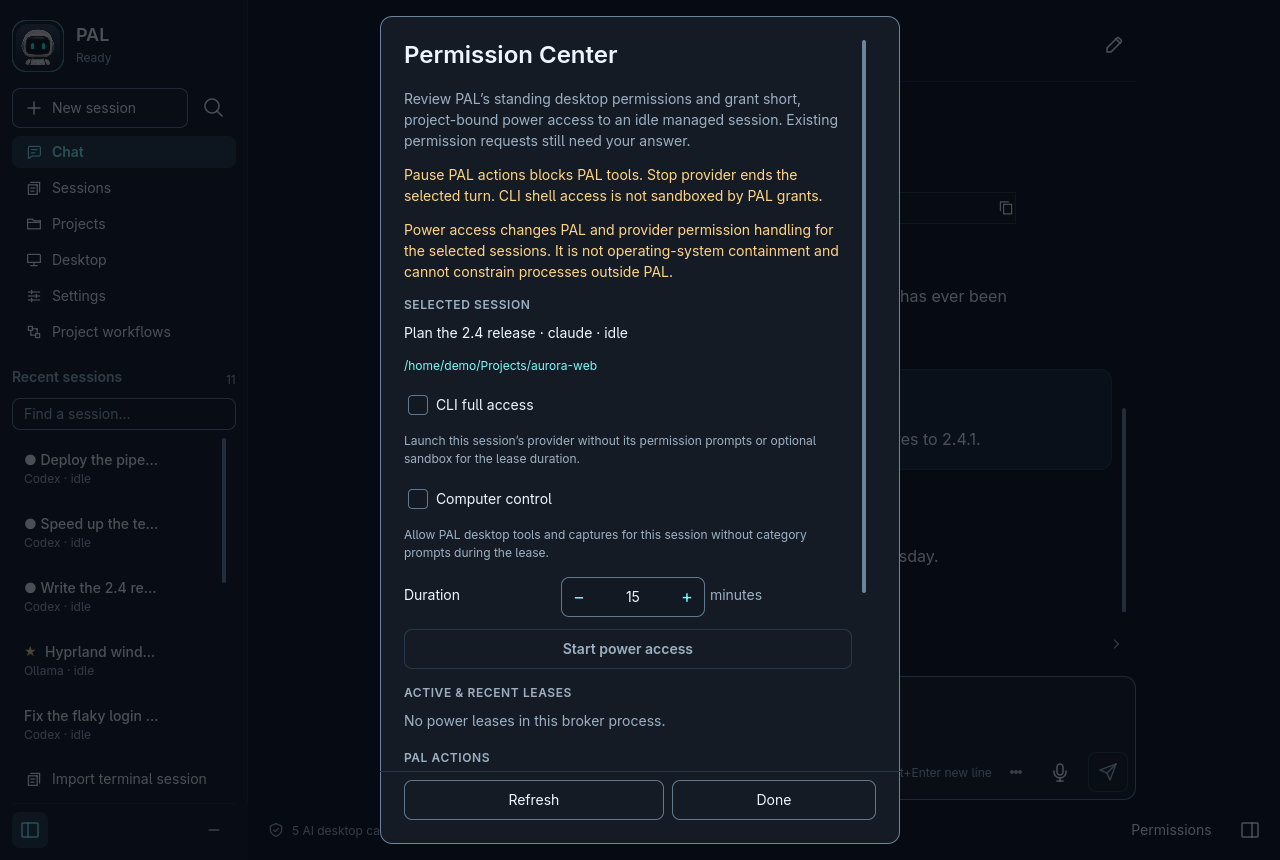 PAL
Ready
New session
Chat
Sessions
Projects
Desktop
Settings
Project workflows
Recent sessions 11
Find a session...
Deploy the pipe...
Codex · idle
Speed up the te...
Codex · idle
Write the 2.4 re...
Codex · idle
★ Hyprland wind...
Ollama · idle
Fix the flaky login ...
Codex · idle
Import terminal session
Permission Center
Review PAL’s standing desktop permissions and grant short,
project-bound power access to an idle managed session. Existing
permission requests still need your answer.
Pause PAL actions blocks PAL tools. Stop provider ends the
selected turn. CLI shell access is not sandboxed by PAL grants.
Power access changes PAL and provider permission handling for
the selected sessions. It is not operating-system containment and
cannot constrain processes outside PAL.
SELECTED SESSION
Plan the 2.4 release · claude · idle
/home/demo/Projects/aurora-web
CLI full access
Launch this session’s provider without its permission prompts or optional
sandbox for the lease duration.
Computer control
Allow PAL desktop tools and captures for this session without category
prompts during the lease.
Duration − 15 + minutes
Start power access
ACTIVE & RECENT LEASES
No power leases in this broker process.
PAL ACTIONS
Refresh Done
has ever been
es to 2.4.1.
sday.
t+Enter new line
5 AI desktop ca
Permissions